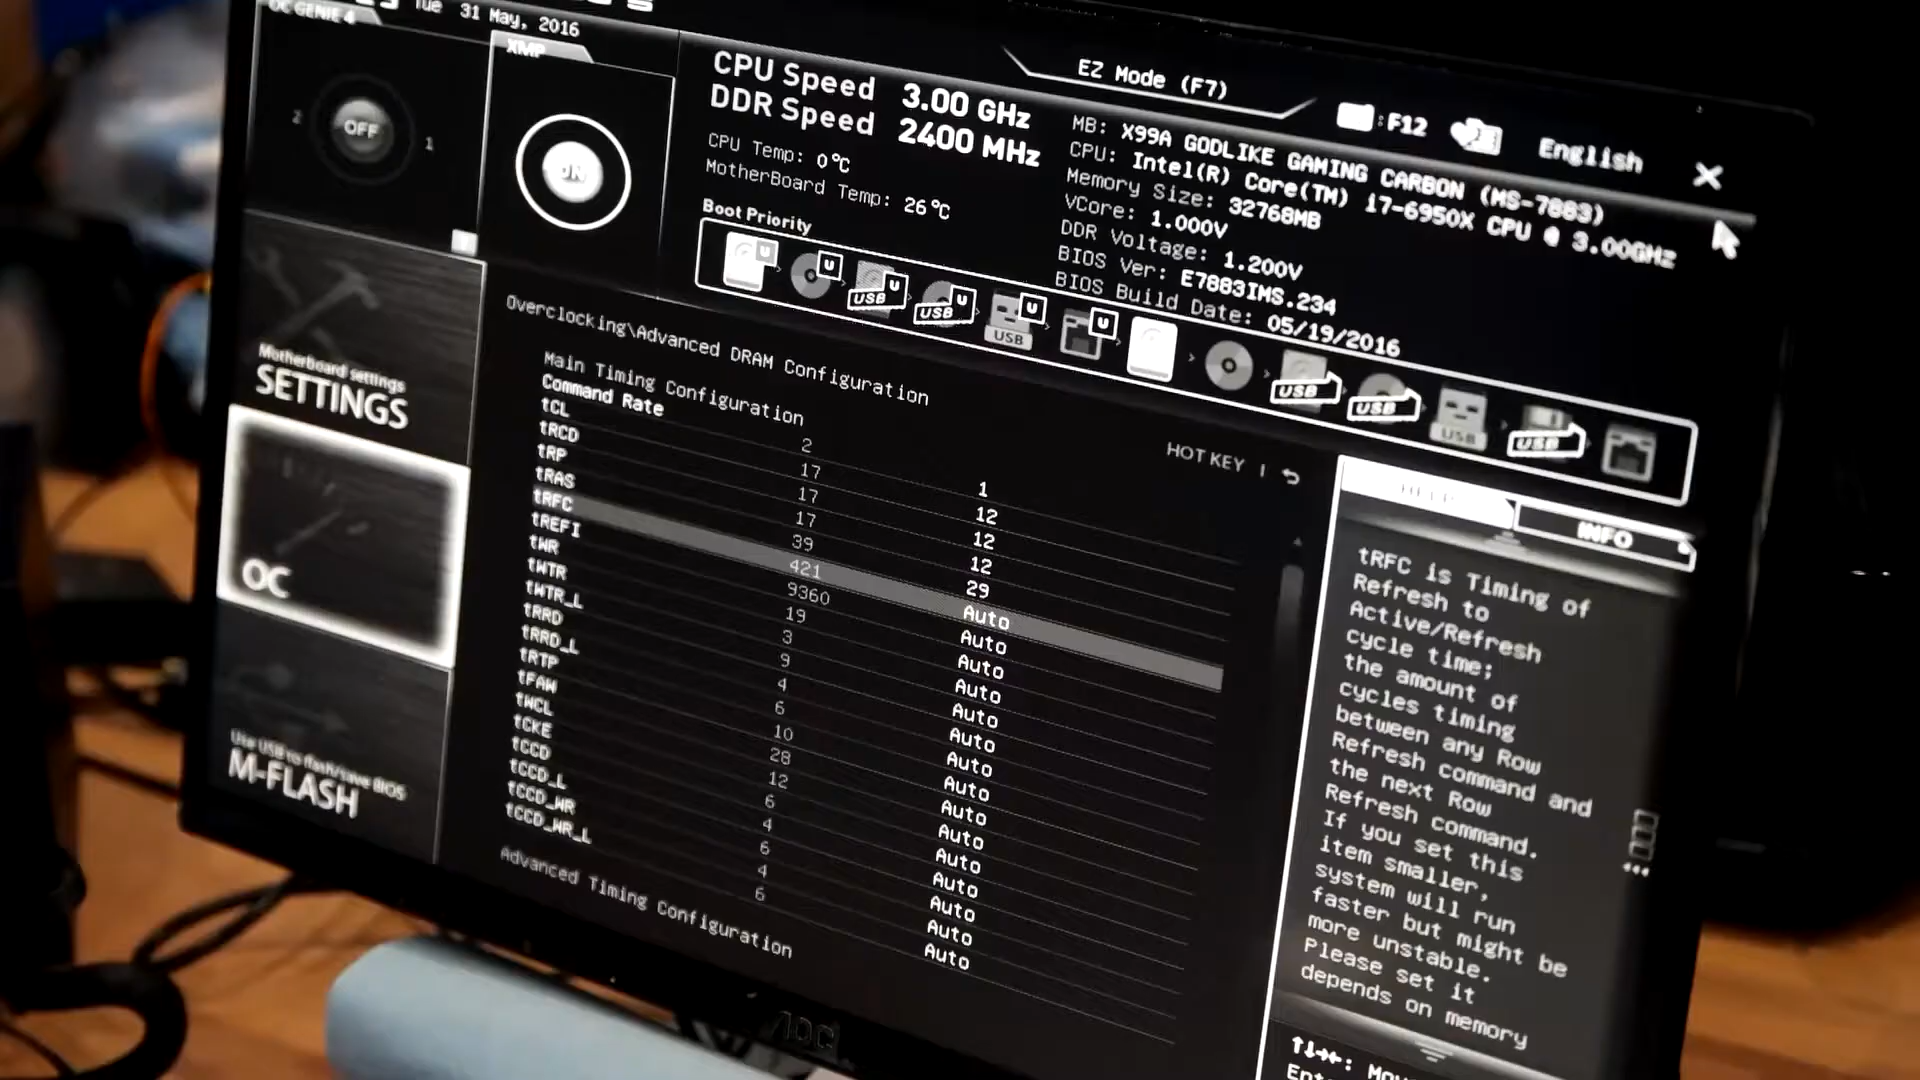 OC GENIE 4
Tue 31 May, 2016
2
OFF
1
XMP
ON
CPU Speed 3.00 GHz
DDR Speed 2400 MHz
CPU Temp: 0°C
MotherBoard Temp: 26°C
EZ Mode (F7)
:F12
English
X
MB: X99A GODLIKE GAMING CARBON (MS-7883)
CPU: Intel(R) Core(TM) i7-6950X CPU @ 3.00GHz
Memory Size: 32768MB
VCore: 1.000V
DDR Voltage: 1.200V
BIOS Ver: E7883IMS.234
BIOS Build Date: 05/19/2016
Boot Priority
U
U
USB U
USB U
USB U
U
USB
USB
USB
USB
Motherboard settings
SETTINGS
OC
Use USB to flash/save BIOS
M-FLASH
Overclocking\Advanced DRAM Configuration
HOT KEY
Main Timing Configuration
Command Rate 2 1
tCL 17 12
tRCD 17 12
tRP 17 12
tRAS 39 29
tRFC 421 Auto
tREFI 9360 Auto
tWR 19 Auto
tWTR 3 Auto
tWTR_L 9 Auto
tRRD 4 Auto
tRRD_L 6 Auto
tRTP 10 Auto
tFAW 28 Auto
tWCL 12 Auto
tCKE 6 Auto
tCCD 4 Auto
tCCD_L 6 Auto
tCCD_WR 4 Auto
tCCD_WR_L 6 Auto
Advanced Timing Configuration
HELP
INFO
tRFC is Timing of
Refresh to
Active/Refresh
cycle time;
the amount of
cycles timing
between any Row
Refresh command and
the next Row
Refresh command.
If you set this
item smaller,
system will run
faster but might be
more unstable.
Please set it
depends on memory
AOC